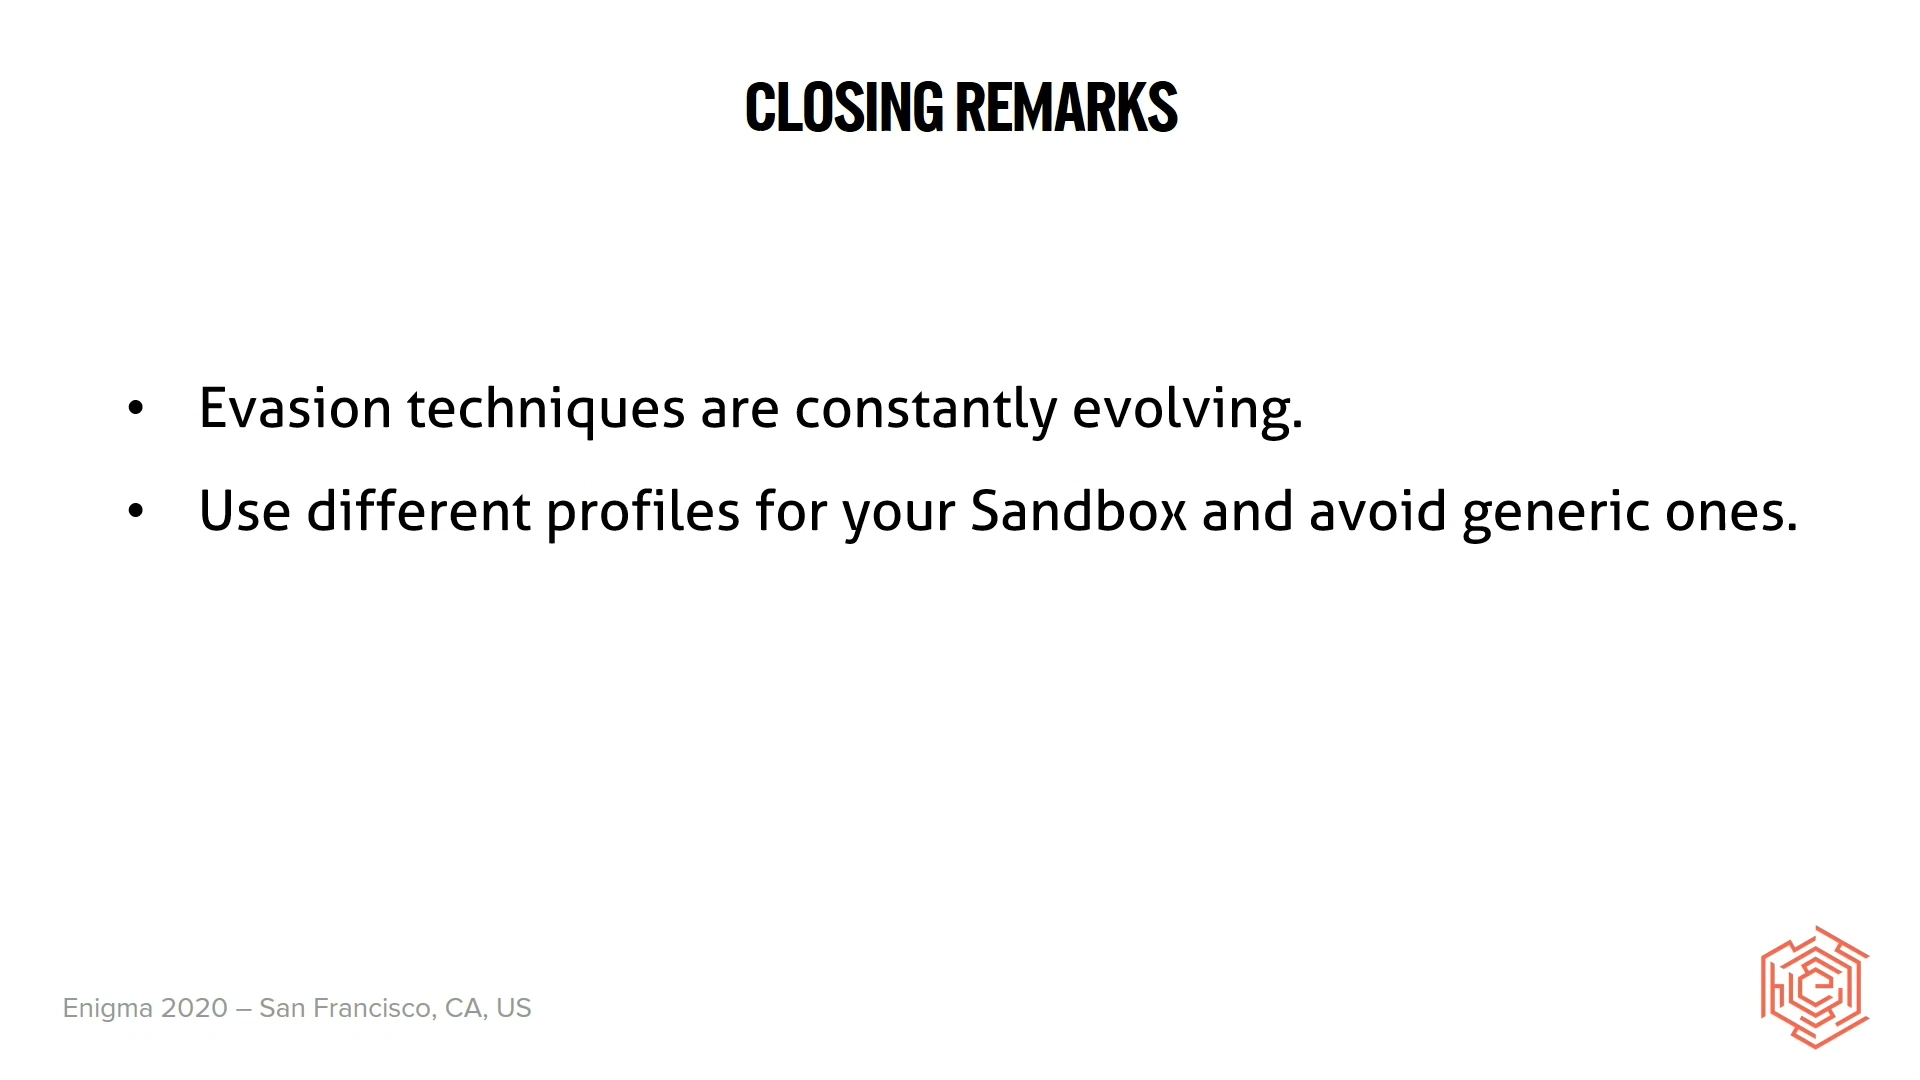 CLOSING REMARKS
• Evasion techniques are constantly evolving.
• Use different profiles for your Sandbox and avoid generic ones.
Enigma 2020 – San Francisco, CA, US